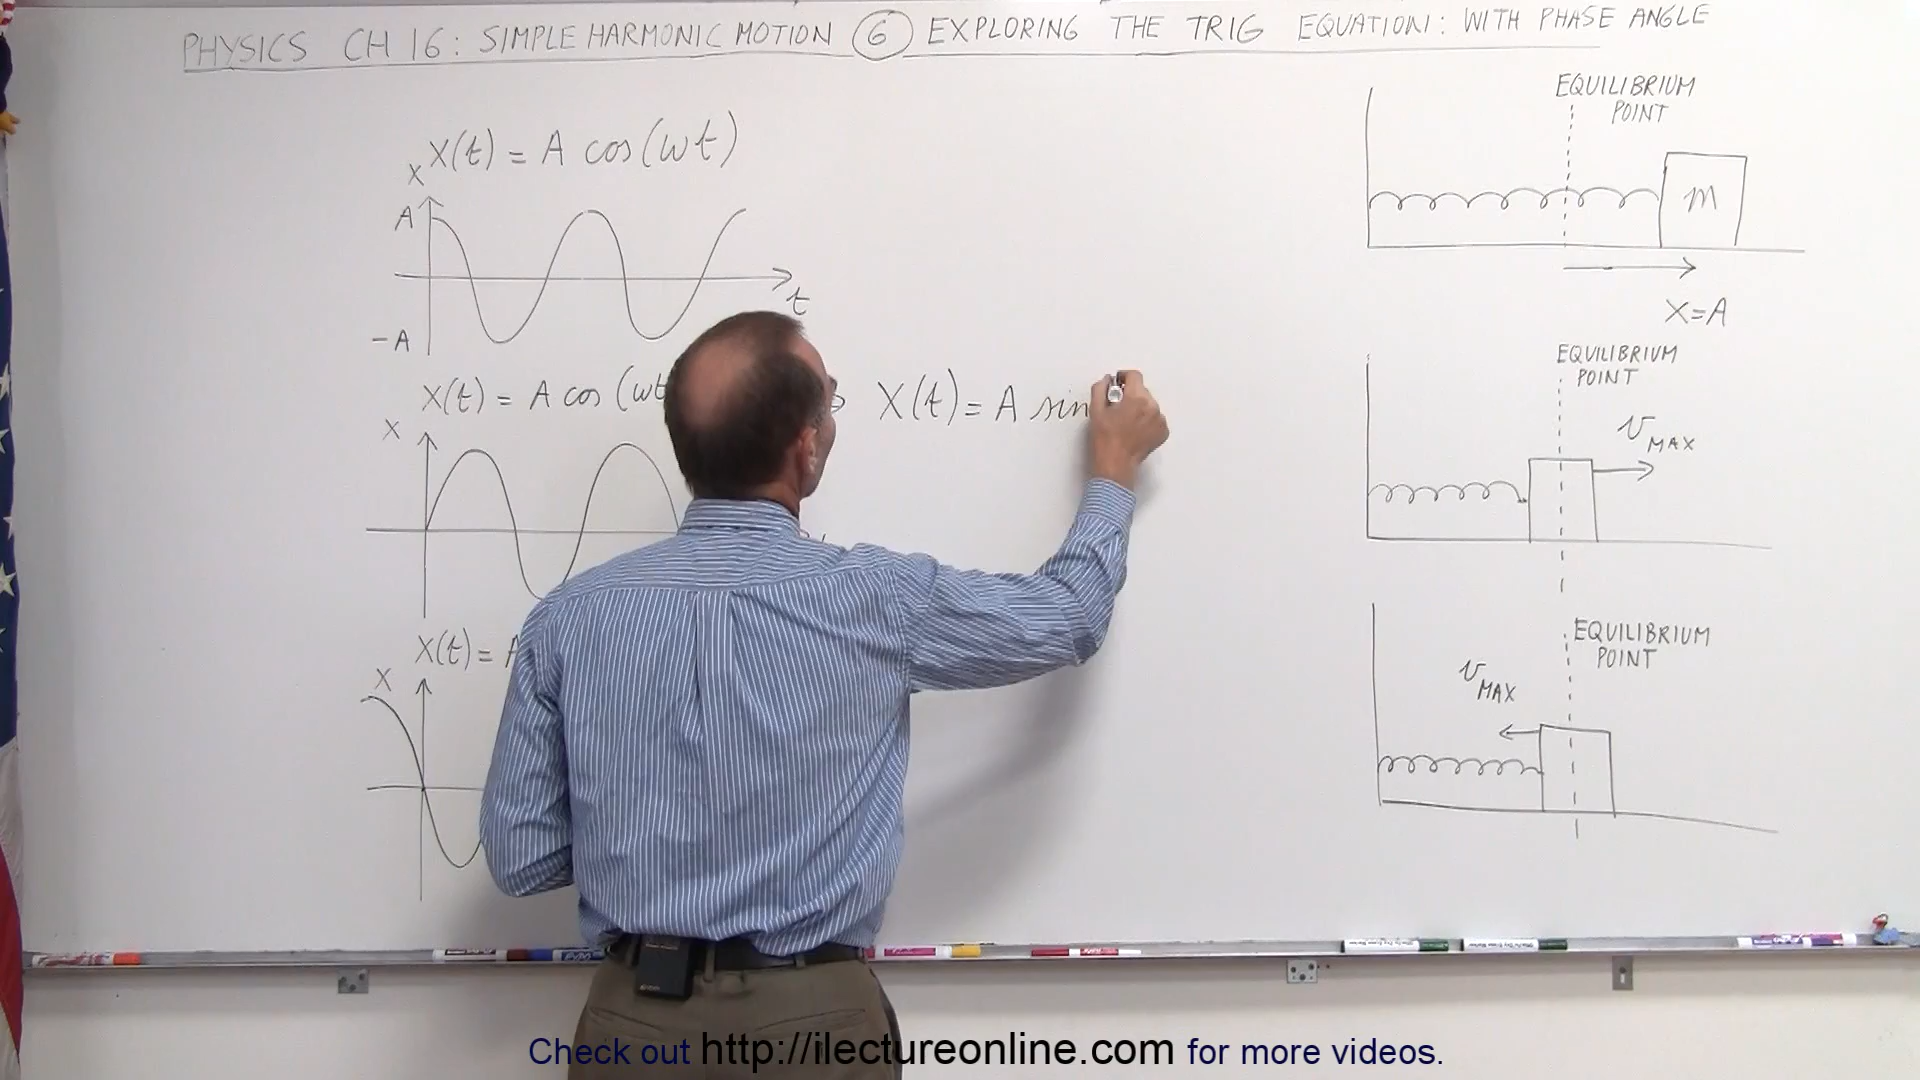 PHYSICS CH 16: SIMPLE HARMONIC MOTION 6 EXPLORING THE TRIG EQUATION: WITH PHASE ANGLE
X(t) = A cos(ωt)
X
A
-A
t
X(t) = A cos (ωt
X(t) = A sin
X
X(t) = A
X
EQUILIBRIUM
POINT
m
X=A
EQUILIBRIUM
POINT
v MAX
EQUILIBRIUM
POINT
v MAX
Check out http://ilectureonline.com for more videos.